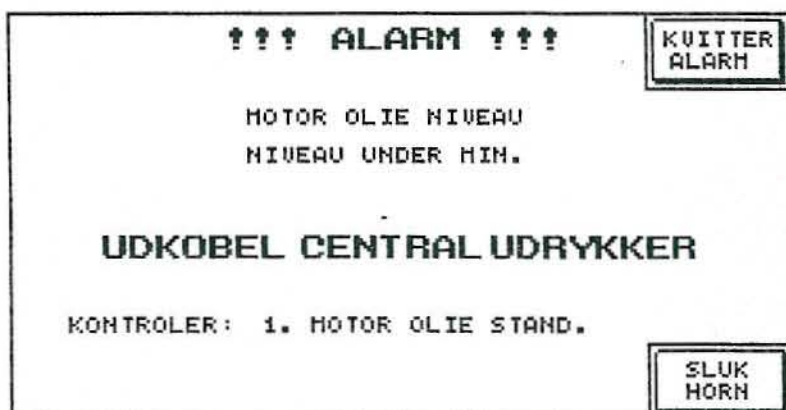 !!! ALARM !!!
KVITTER
ALARM
MOTOR OLIE NIVEAU
NIVEAU UNDER MIN.
UDKOBEL CENTRAL UDRYKKER
KONTROLER: 1. MOTOR OLIE STAND.
SLUK
HORN